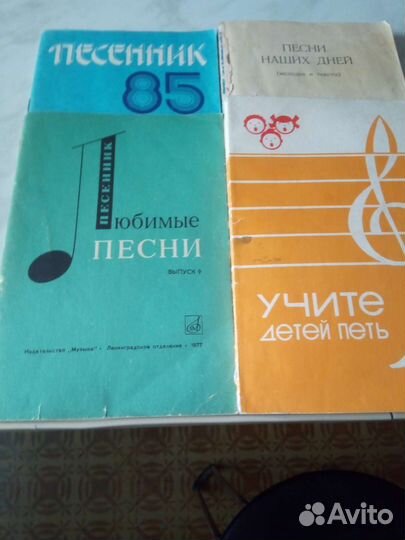 ПЕСЕННИК
85
ПЕСНИ
НАШИХ ДНЕЙ
(мелодии и тексты)
ПЕСЕННИК
Любимые
ПЕСНИ
ВЫПУСК 9
Издательство „Музыка" • Ленинградское отделение • 1977
УЧИТЕ
детей петь
Avito